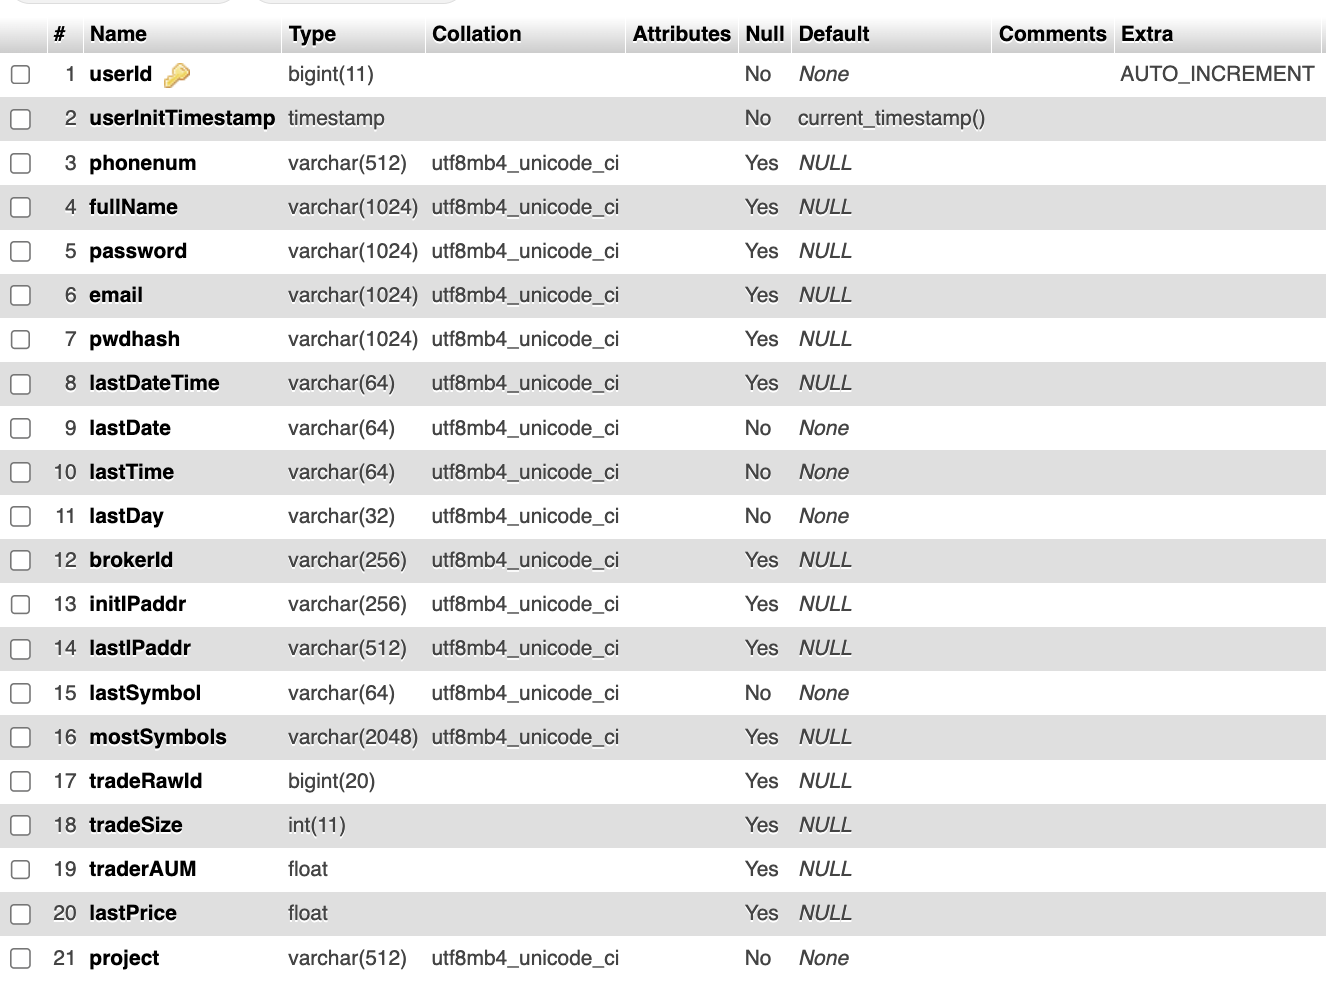 # Name Type Collation Attributes Null Default Comments Extra
1 userId bigint(11) No None AUTO_INCREMENT
2 userInitTimestamp timestamp No current_timestamp()
3 phonenum varchar(512) utf8mb4_unicode_ci Yes NULL
4 fullName varchar(1024) utf8mb4_unicode_ci Yes NULL
5 password varchar(1024) utf8mb4_unicode_ci Yes NULL
6 email varchar(1024) utf8mb4_unicode_ci Yes NULL
7 pwdhash varchar(1024) utf8mb4_unicode_ci Yes NULL
8 lastDateTime varchar(64) utf8mb4_unicode_ci Yes NULL
9 lastDate varchar(64) utf8mb4_unicode_ci No None
10 lastTime varchar(64) utf8mb4_unicode_ci No None
11 lastDay varchar(32) utf8mb4_unicode_ci No None
12 brokerId varchar(256) utf8mb4_unicode_ci Yes NULL
13 initIPaddr varchar(256) utf8mb4_unicode_ci Yes NULL
14 lastIPaddr varchar(512) utf8mb4_unicode_ci Yes NULL
15 lastSymbol varchar(64) utf8mb4_unicode_ci No None
16 mostSymbols varchar(2048) utf8mb4_unicode_ci Yes NULL
17 tradeRawId bigint(20) Yes NULL
18 tradeSize int(11) Yes NULL
19 traderAUM float Yes NULL
20 lastPrice float Yes NULL
21 project varchar(512) utf8mb4_unicode_ci No None